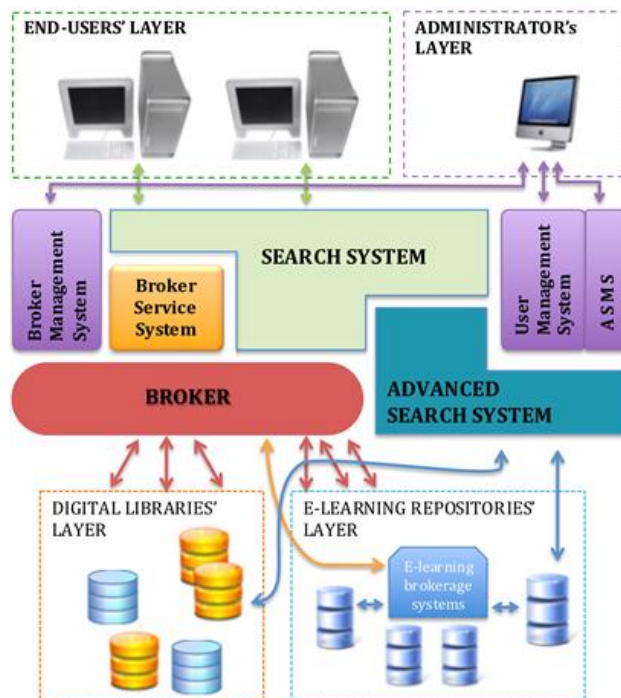 END-USERS' LAYER
ADMINISTRATOR's
LAYER
Broker
Management
System
SEARCH SYSTEM
Broker
Service
System
User
Management
System
ASMS
BROKER
ADVANCED
SEARCH SYSTEM
DIGITAL LIBRARIES'
LAYER
E-LEARNING REPOSITORIES'
LAYER
E-learning
brokerage
systems